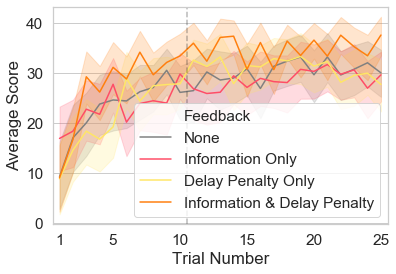 40
30
20
10
0
Average Score
Feedback
None
Information Only
Delay Penalty Only
Information & Delay Penalty
1 5 10 15 20 25
Trial Number